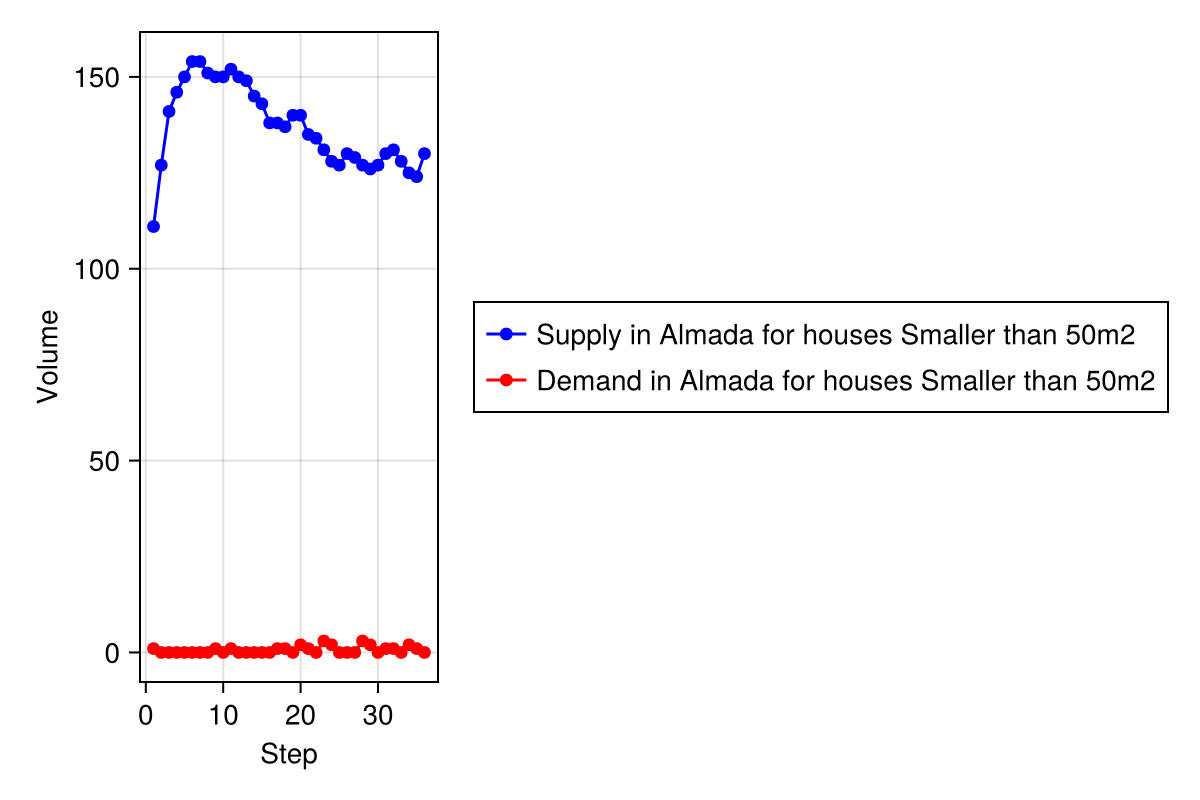 150
100
50
0
Volume
0 10 20 30
Step
Supply in Almada for houses Smaller than 50m2
Demand in Almada for houses Smaller than 50m2